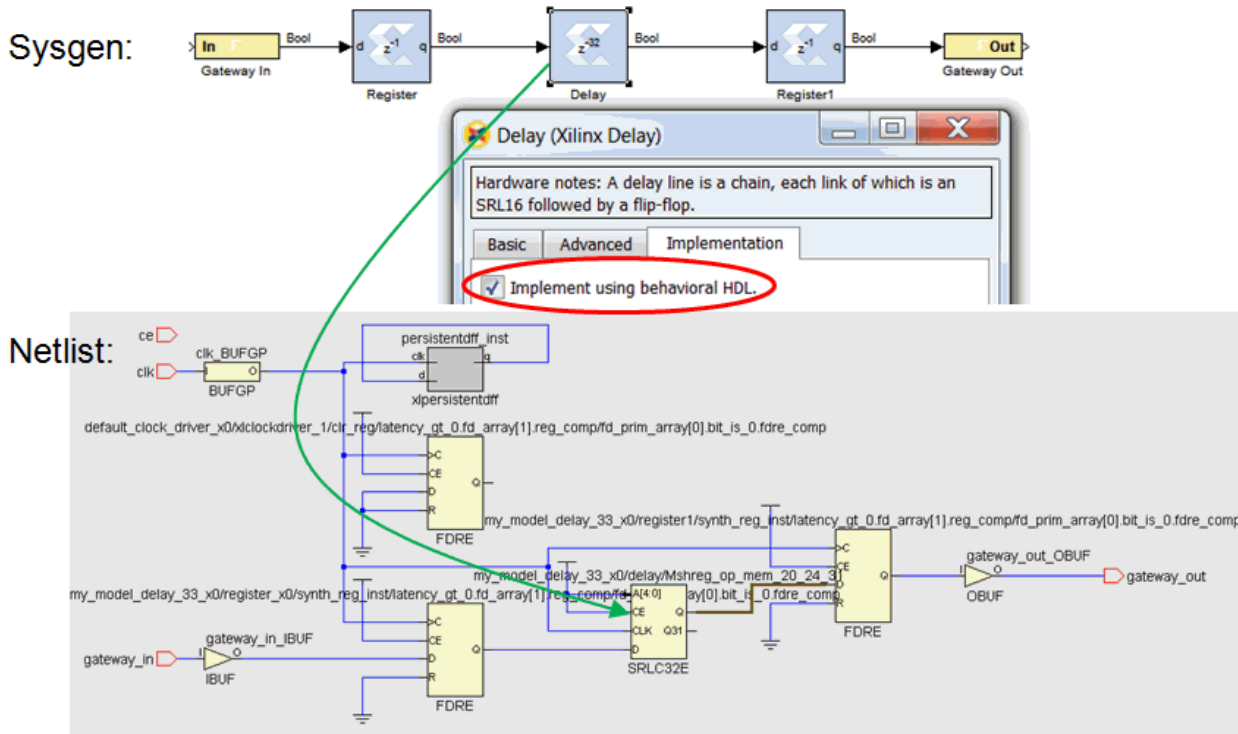 Sysgen:
In
Gateway In
Bool
d z-1 q
Register
Bool
z-32
Delay
Bool
d z-1 q
Register1
Bool
Out
Gateway Out
Delay (Xilinx Delay)
Hardware notes: A delay line is a chain, each link of which is an
SRL16 followed by a flip-flop.
Basic Advanced Implementation
Implement using behavioral HDL.
Netlist:
ce
clk
clk_BUFGP
I O
BUFGP
persistentdff_inst
clk q
d
xlpersistentdff
default_clock_driver_x0/xlclockdriver_1/clr_reg/latency_gt_0.fd_array[1].reg_comp/fd_prim_array[0].bit_is_0.fdre_comp
C
CE
D Q
R
FDRE
my_model_delay_33_x0/register1/synth_reg_inst/latency_gt_0.fd_array[1].reg_comp/fd_prim_array[0].bit_is_0.fdre_comp
C
CE
D Q
R
FDRE
gateway_out_OBUF
I O
OBUF
gateway_out
my_model_delay_33_x0/delay/Mshreg_op_mem_20_24_31
A[4:0]
CE Q
CLK Q31
D
SRLC32E
my_model_delay_33_x0/register_x0/synth_reg_inst/latency_gt_0.fd_array[1].reg_comp/fd_prim_array[0].bit_is_0.fdre_comp
gateway_in
gateway_in_IBUF
I O
IBUF
C
CE
D Q
R
FDRE